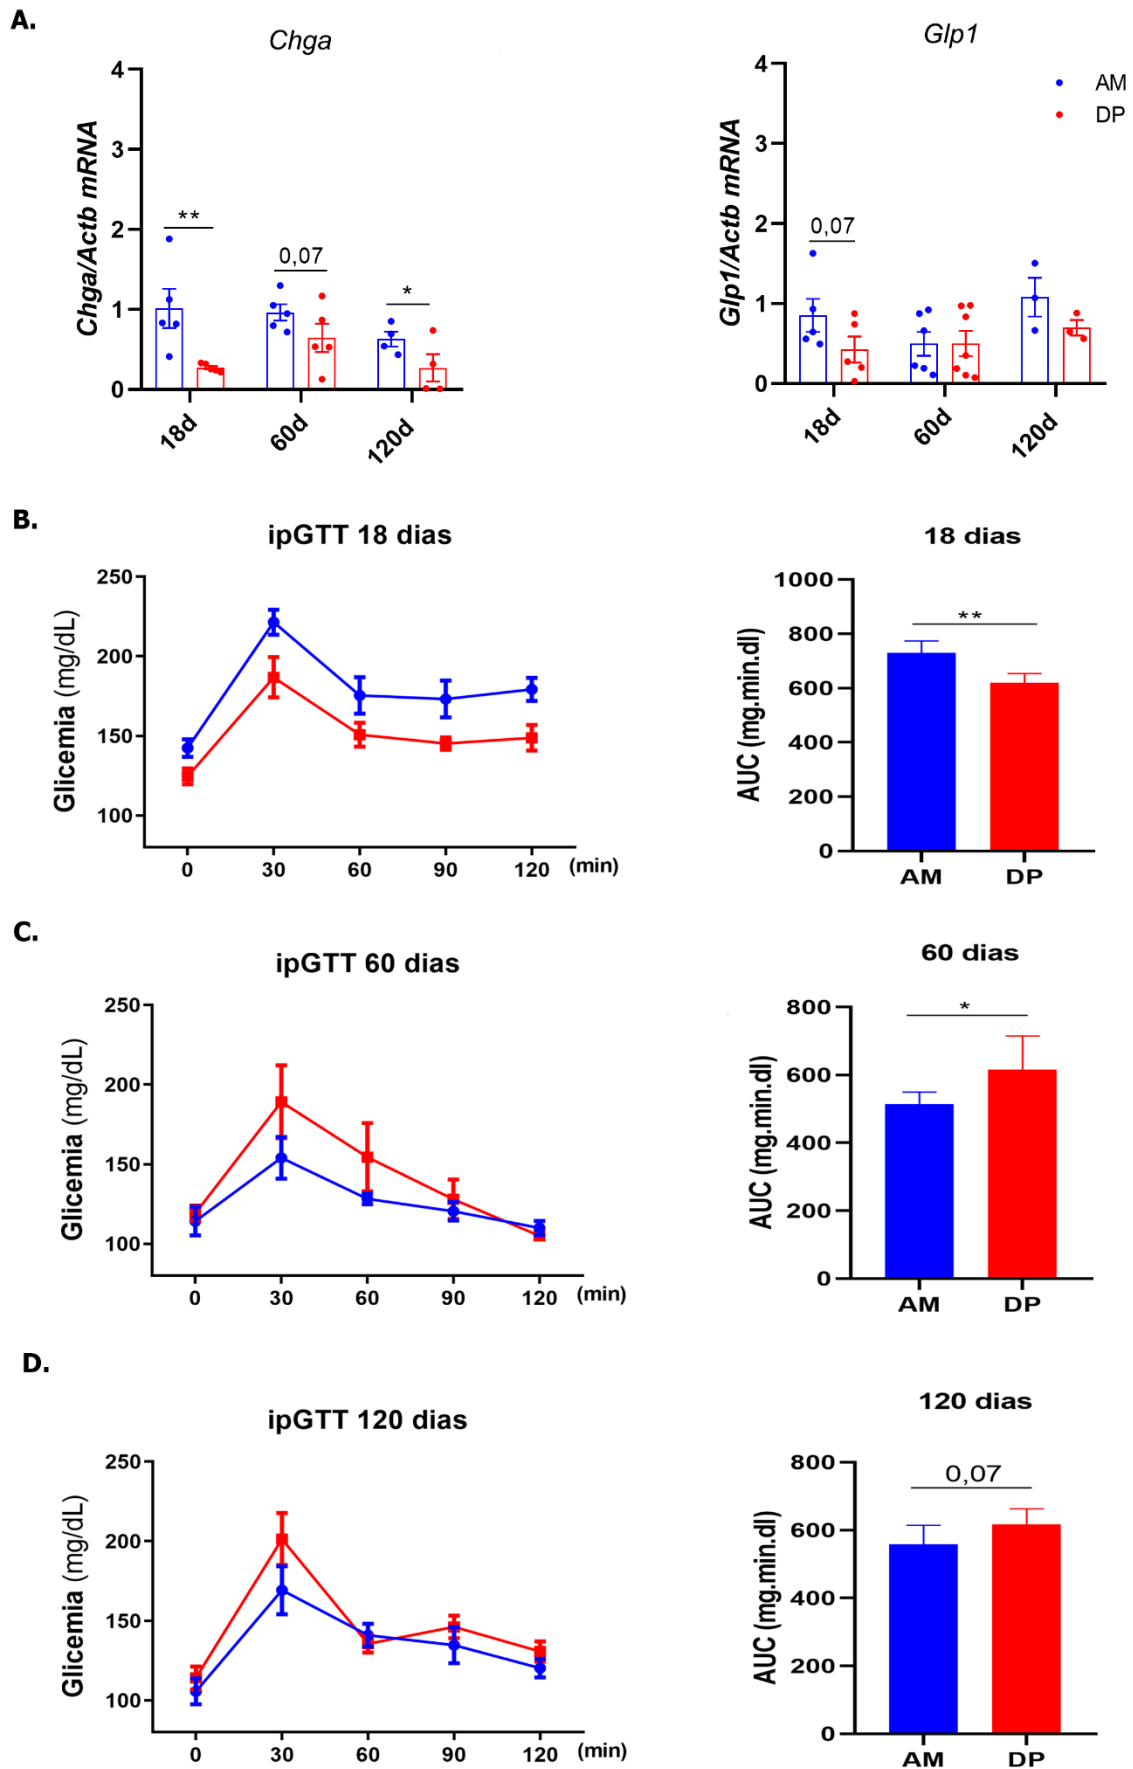 A.
Chga
Chga/Actb mRNA
4
3
2
1
0
**
0,07
*
18d
60d
120d
Glp1
Glp1/Actb mRNA
4
3
2
1
0
0,07
18d
60d
120d
AM
DP
B.
ipGTT 18 dias
Glicemia (mg/dL)
250
200
150
100
0 30 60 90 120 (min)
18 dias
AUC (mg.min.dl)
1000
800
600
400
200
0
**
AM DP
C.
ipGTT 60 dias
Glicemia (mg/dL)
250
200
150
100
0 30 60 90 120 (min)
60 dias
AUC (mg.min.dl)
800
600
400
200
0
*
AM DP
D.
ipGTT 120 dias
Glicemia (mg/dL)
250
200
150
100
0 30 60 90 120 (min)
120 dias
AUC (mg.min.dl)
800
600
400
200
0
0,07
AM DP